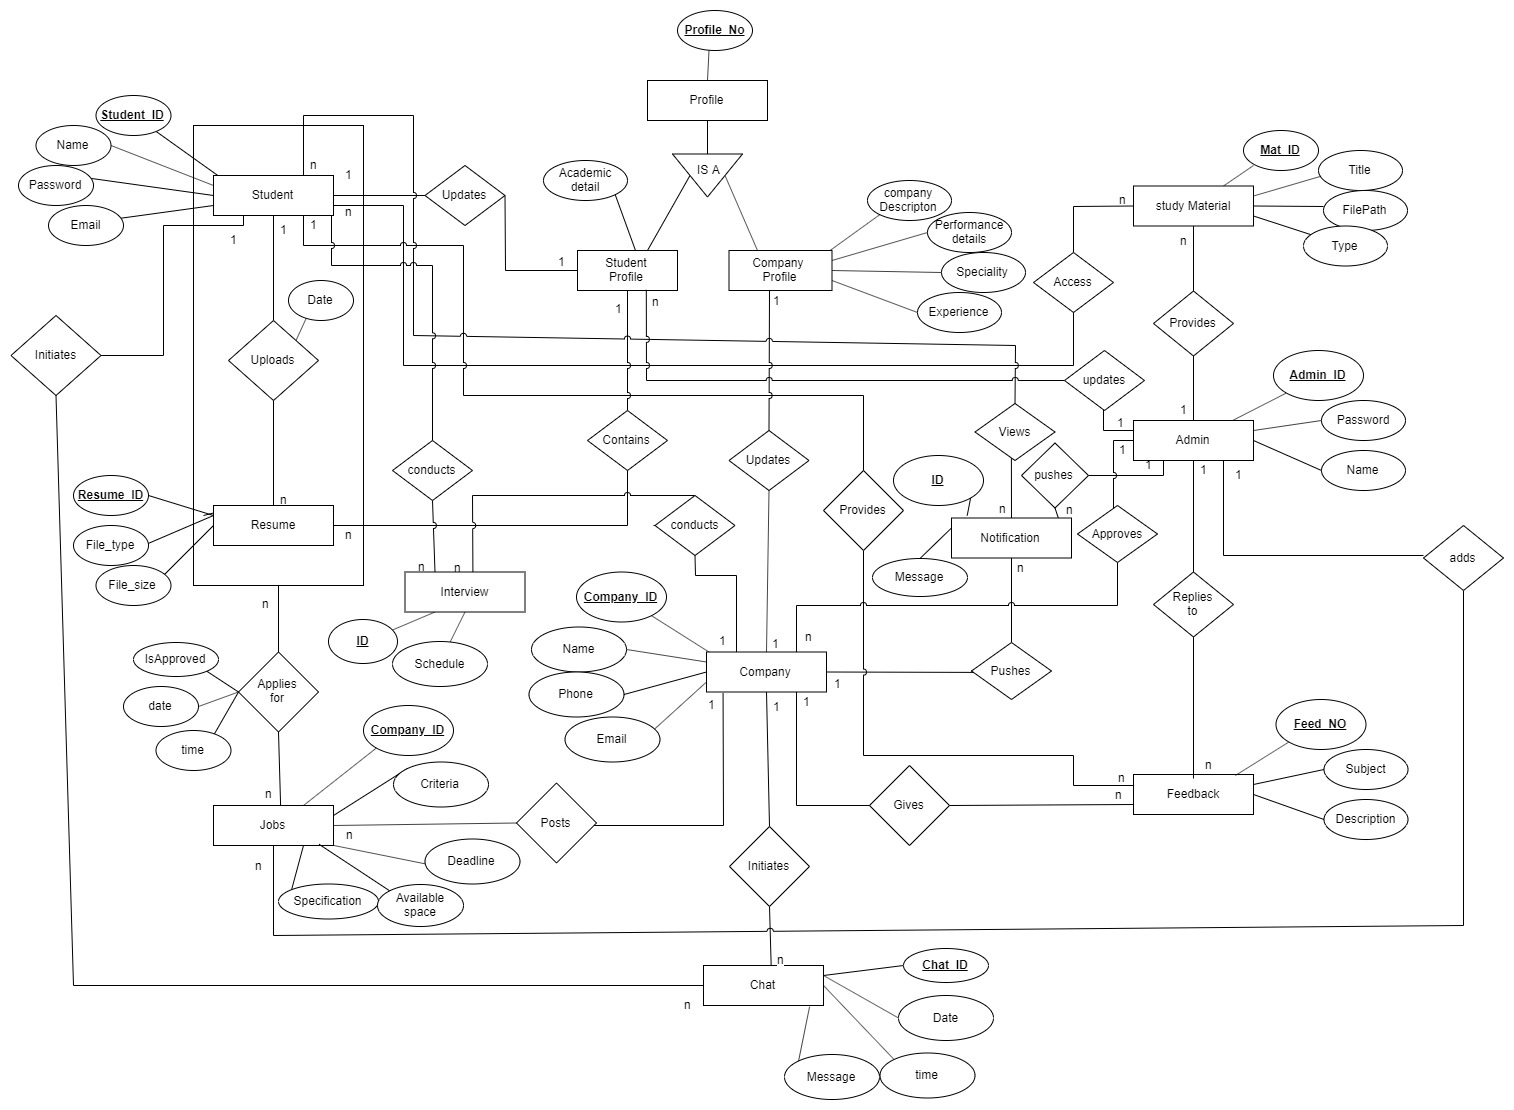 Profile_No
Profile
IS A
Student_ID
Name
Password
Email
Student
n
1
n
1
1
1
Updates
1
Academic
detail
Student
Profile
1
n
company
Descripton
Performance
details
Speciality
Experience
Company
Profile
1
Mat_ID
Title
FilePath
Type
study Material
n
n
Access
Provides
Initiates
Date
Uploads
updates
1
1
Admin_ID
Password
Name
Admin
1
1
1
1
Contains
Updates
Views
pushes
conducts
ID
Message
Notification
n
n
n
Approves
Provides
conducts
Resume_ID
File_type
File_size
Resume
n
n
n
n
Interview
ID
Schedule
adds
Replies
to
n
IsApproved
date
time
Applies
for
n
Company_ID
Name
Phone
Email
Company
1
1
n
1
1
1
1
Pushes
Company_ID
Criteria
Deadline
Available
space
Specification
Jobs
n
n
Posts
Feed_NO
Subject
Description
Feedback
n
n
n
Gives
Initiates
Chat_ID
Date
time
Message
Chat
n
n